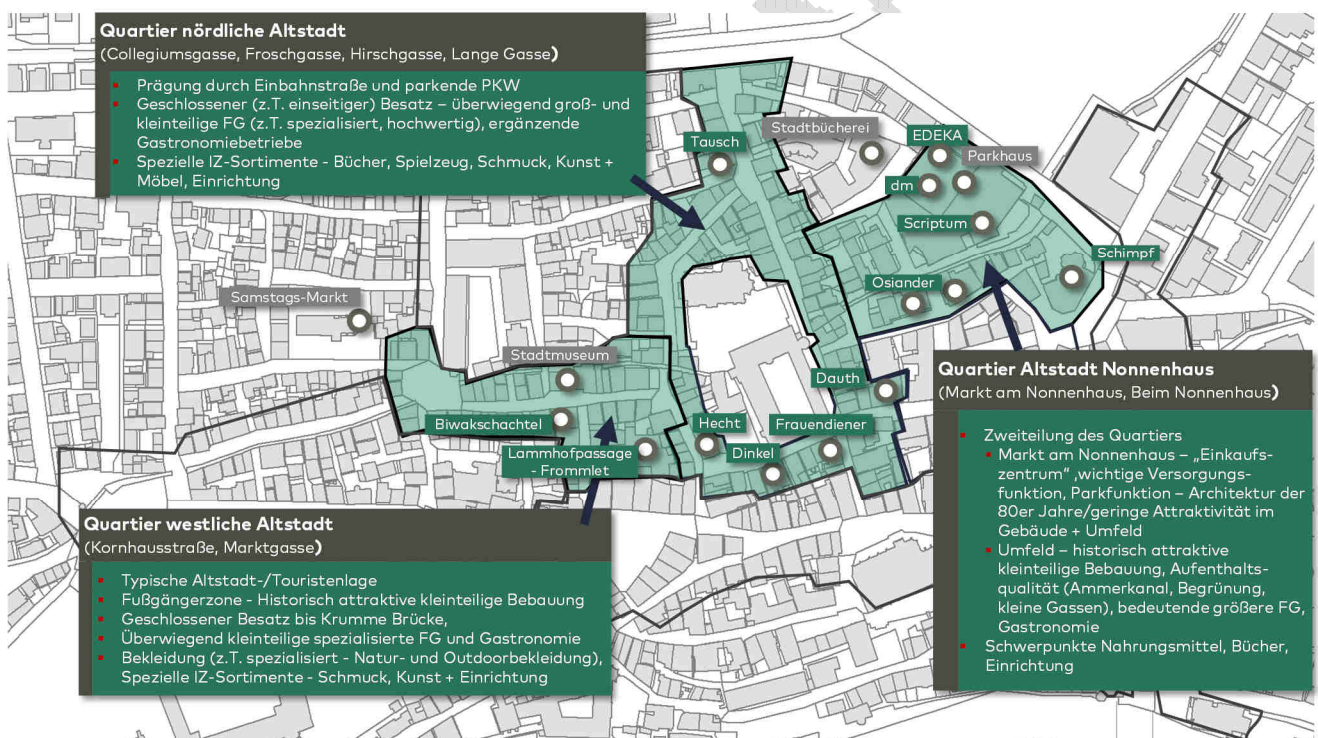 Quartier nördliche Altstadt
(Collegiumsgasse, Froschgasse, Hirschgasse, Lange Gasse)
Prägung durch Einbahnstraße und parkende PKW
Geschlossener (z.T. einseitiger) Besatz – überwiegend groß- und
kleinteilige FG (z.T. spezialisiert, hochwertig), ergänzende
Gastronomiebetriebe
Spezielle IZ-Sortimente - Bücher, Spielzeug, Schmuck, Kunst +
Möbel, Einrichtung
Tausch
Stadtbücherei
EDEKA
Parkhaus
dm
Scriptum
Schimpf
Osiander
Samstags-Markt
Stadtmuseum
Biwakschachtel
Lammhofpassage
- Frommlet
Hecht
Dinkel
Frauendiener
Dauth
Quartier Altstadt Nonnenhaus
(Markt am Nonnenhaus, Beim Nonnenhaus)
Zweiteilung des Quartiers
Markt am Nonnenhaus – „Einkaufs-
zentrum“ ,wichtige Versorgungs-
funktion, Parkfunktion – Architektur der
80er Jahre/geringe Attraktivität im
Gebäude + Umfeld
Umfeld – historisch attraktive
kleinteilige Bebauung, Aufenthalts-
qualität (Ammerkanal, Begrünung,
kleine Gassen), bedeutende größere FG,
Gastronomie
Schwerpunkte Nahrungsmittel, Bücher,
Einrichtung
Quartier westliche Altstadt
(Kornhausstraße, Marktgasse)
Typische Altstadt-/Touristenlage
Fußgängerzone - Historisch attraktive kleinteilige Bebauung
Geschlossener Besatz bis Krumme Brücke,
Überwiegend kleinteilige spezialisierte FG und Gastronomie
Bekleidung (z.T. spezialisiert - Natur- und Outdoorbekleidung),
Spezielle IZ-Sortimente - Schmuck, Kunst + Einrichtung